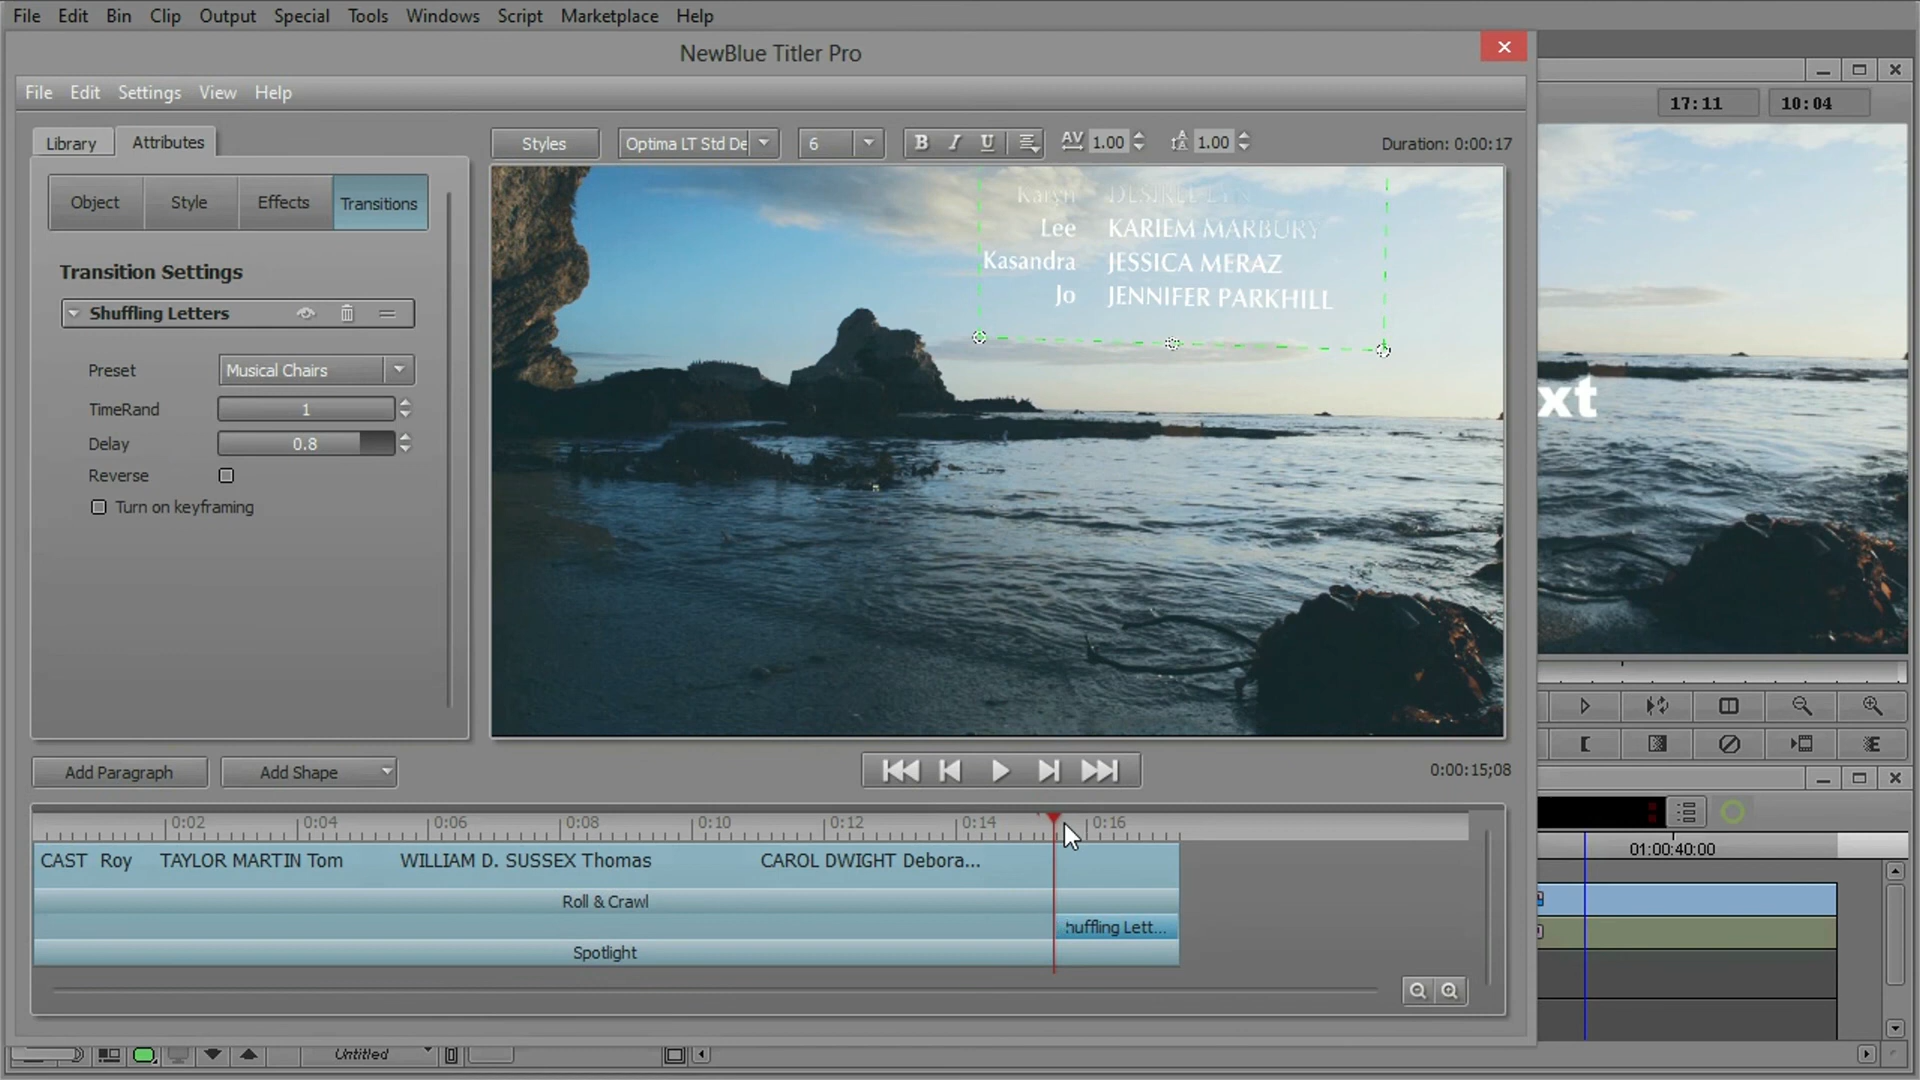 File Edit Bin Clip Output Special Tools Windows Script Marketplace Help
NewBlue Titler Pro
17:11 10:04
File Edit Settings View Help
Library Attributes
Styles Optima LT Std De 6 B I U AV 1.00 A 1.00 Duration: 0:00:17
Object Style Effects Transitions
Karyn DESIREE LYN
Lee KARIEM MARBURY
Kasandra JESSICA MERAZ
Jo JENNIFER PARKHILL
Transition Settings
Shuffling Letters
Preset Musical Chairs
TimeRand 1
Delay 0.8
Reverse
Turn on keyframing
xt
Add Paragraph Add Shape 0:00:15;08
0:02 0:04 0:06 0:08 0:10 0:12 0:14 0:16
CAST Roy TAYLOR MARTIN Tom WILLIAM D. SUSSEX Thomas CAROL DWIGHT Debora...
Roll & Crawl
huffling Lett...
Spotlight
01:00:40:00
Untitled